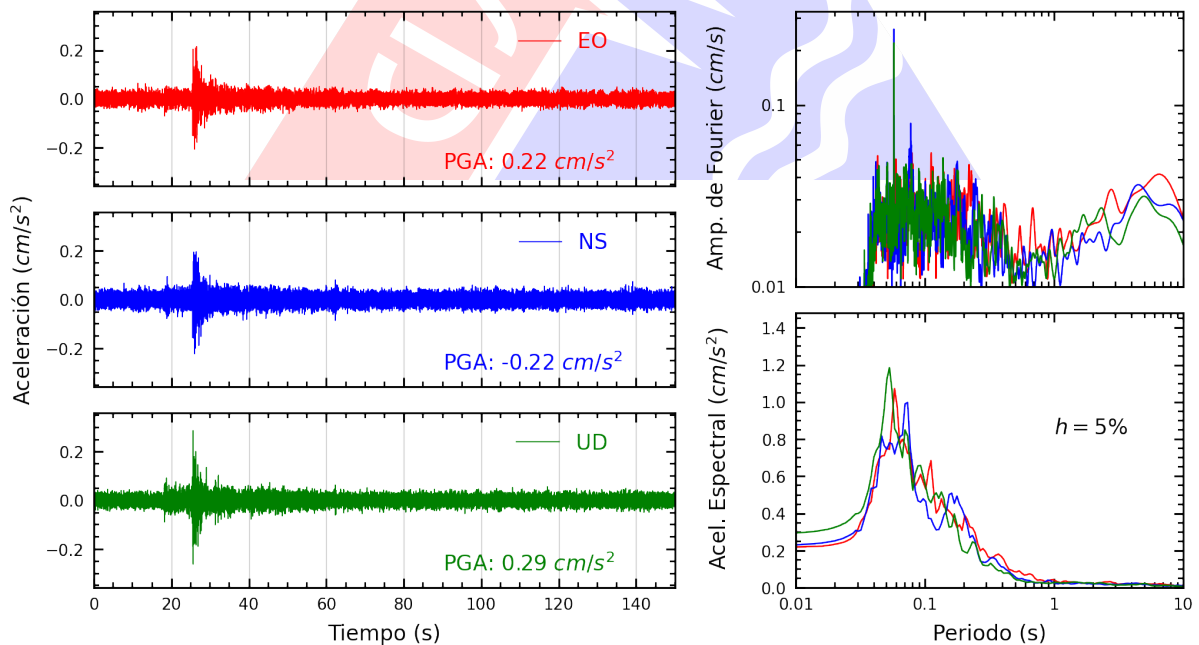 Aceleración (cm/s²)
0.2
0.0
−0.2
EO
PGA: 0.22 cm/s²
0.2
0.0
−0.2
NS
PGA: -0.22 cm/s²
0.2
0.0
−0.2
UD
PGA: 0.29 cm/s²
0 20 40 60 80 100 120 140
Tiempo (s)
Amp. de Fourier (cm/s)
0.1
0.01
Acel. Espectral (cm/s²)
1.4
1.2
1.0
0.8
0.6
0.4
0.2
0.0
h = 5%
0.01 0.1 1 10
Periodo (s)